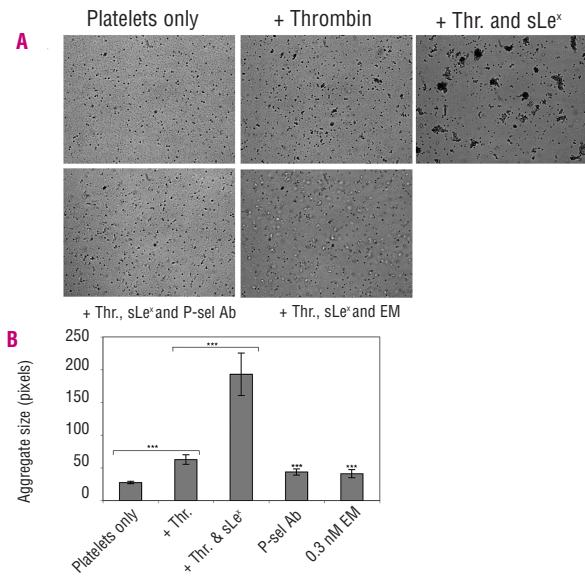 Platelets only + Thrombin + Thr. and sLeˣ
A
+ Thr., sLeˣ and P-sel Ab + Thr., sLeˣ and EM
B
Aggregate size (pixels)
250
200
150
100
50
0
***
***
***
***
Platelets only
+ Thr.
+ Thr. & sLeˣ
P-sel Ab
0.3 nM EM